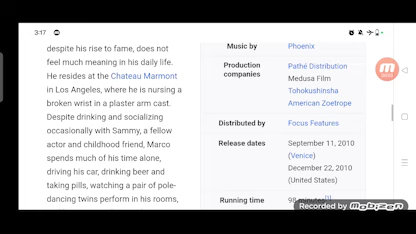 3:17
despite his rise to fame, does not
feel much meaning in his daily life.
He resides at the Chateau Marmont
in Los Angeles, where he is nursing a
broken wrist in a plaster arm cast.
Despite drinking and socializing
occasionally with Sammy, a fellow
actor and childhood friend, Marco
spends much of his time alone,
driving his car, drinking beer and
taking pills, watching a pair of pole-
dancing twins perform in his rooms,
Music by Phoenix
Production companies
Pathé Distribution
Medusa Film
Tohokushinsha
American Zoetrope
Distributed by Focus Features
Release dates September 11, 2010
(Venice)
December 22, 2010
(United States)
Running time 98 minutes[1]
Recorded by MOBIZEN